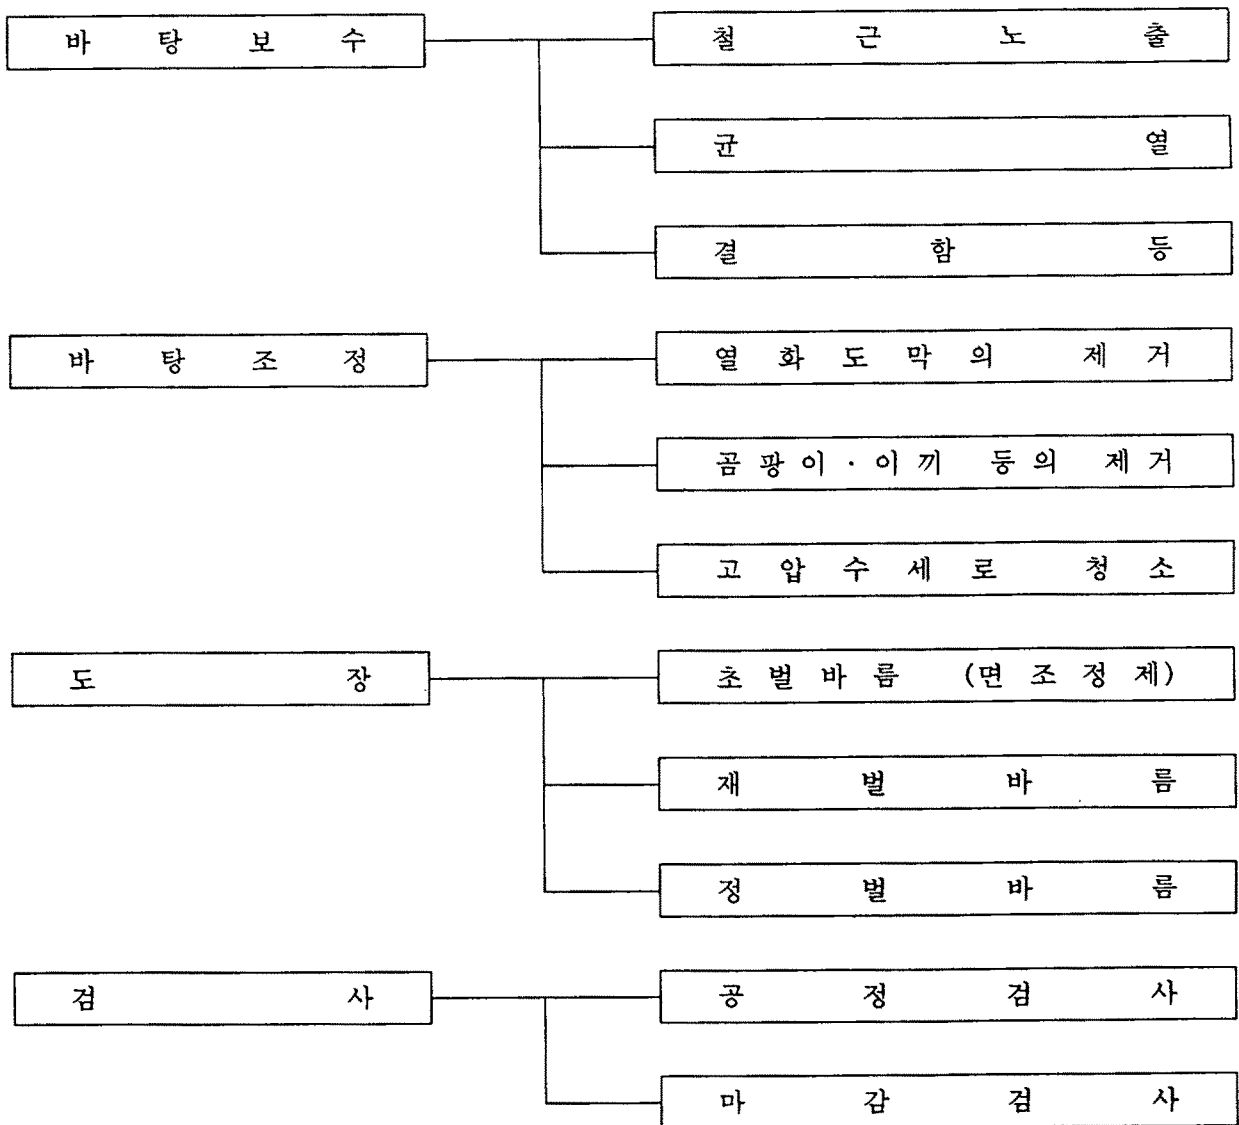 바탕보수
철근노출
균열
결함등
바탕조정
열화도막의 제거
곰팡이·이끼 등의 제거
고압수세로 청소
도장
초벌바름 (면조정제)
재벌바름
정벌바름
검사
공정검사
마감검사